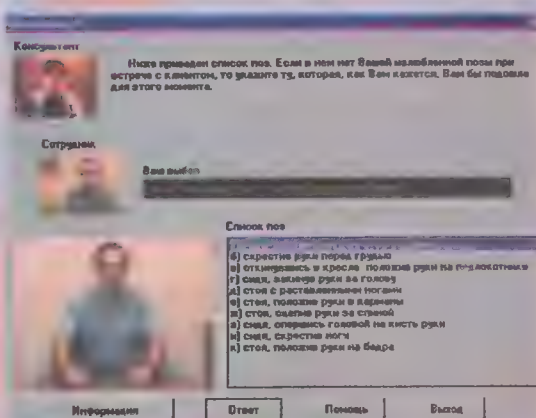 Консультант
Ниже приведен список поз. Если в нем нет Вашей излюбленной позы при
встрече с клиентом, то укажите ту, которая, как Вам кажется, Вам бы подошла
для этого момента.
Сотрудник
Ваш выбор
Список поз
б) скрестив руки перед грудью
в) откинувшись в кресле, положив руки на подлокотники
г) сидя, закинув руки за голову
д) стоя с расставленными ногами
е) стоя, положив руки в карманы
ж) стоя, сцепив руки за спиной
з) сидя, опершись головой на кисть руки
и) сидя, скрестив ноги
к) стоя, положив руки на бедра
Информация
Ответ
Помощь
Выход